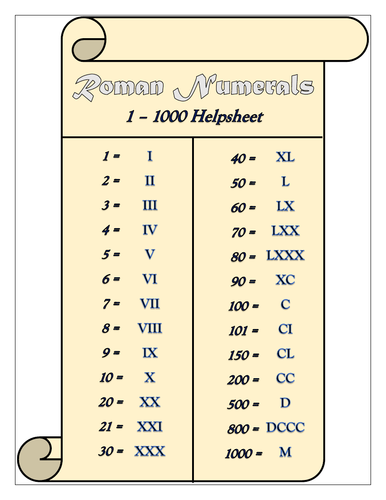 Roman Numerals
1 – 1000 Helpsheet
1 = I
2 = II
3 = III
4 = IV
5 = V
6 = VI
7 = VII
8 = VIII
9 = IX
10 = X
20 = XX
21 = XXI
30 = XXX
40 = XL
50 = L
60 = LX
70 = LXX
80 = LXXX
90 = XC
100 = C
101 = CI
150 = CL
200 = CC
500 = D
800 = DCCC
1000 = M